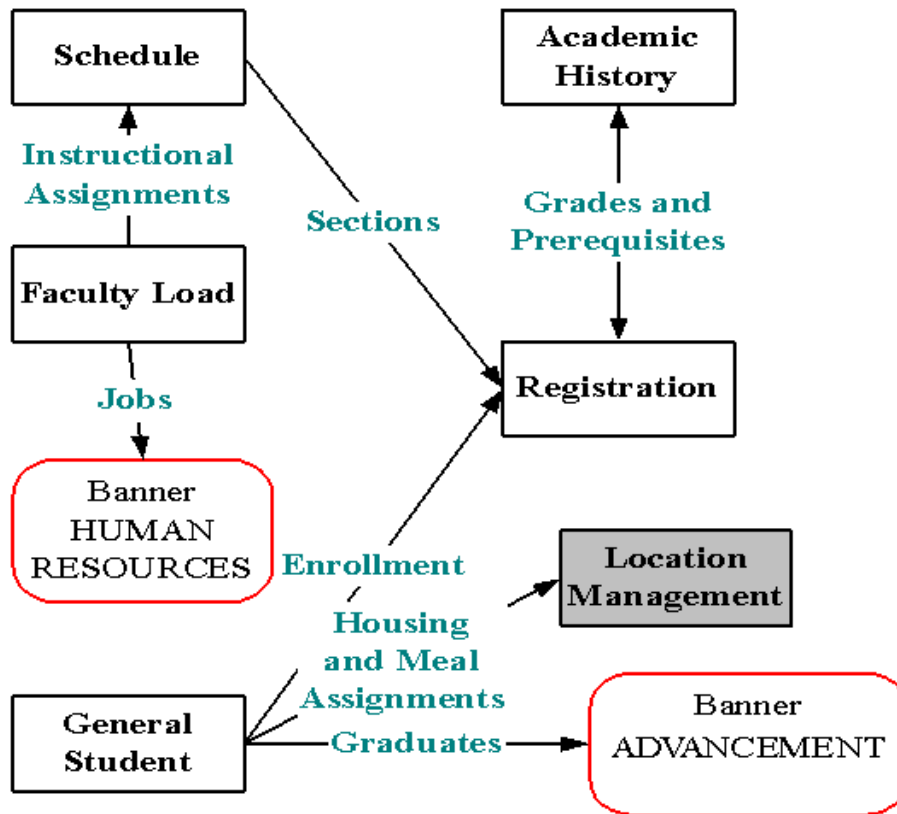 Schedule
Academic
History
Instructional
Assignments
Sections
Grades and
Prerequisites
Faculty Load
Registration
Jobs
Banner
HUMAN
RESOURCES
Enrollment
Location
Management
Housing
and Meal
Assignments
General
Student
Graduates
Banner
ADVANCEMENT